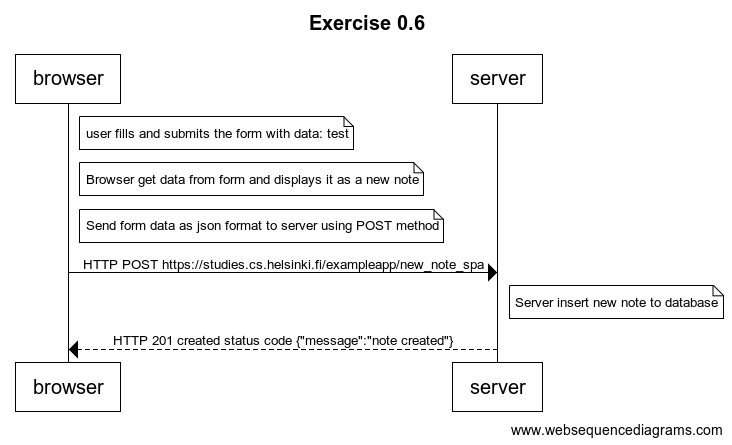 Exercise 0.6
browser
server
user fills and submits the form with data: test
Browser get data from form and displays it as a new note
Send form data as json format to server using POST method
HTTP POST https://studies.cs.helsinki.fi/exampleapp/new_note_spa
Server insert new note to database
HTTP 201 created status code {"message":"note created"}
browser
server
www.websequencediagrams.com